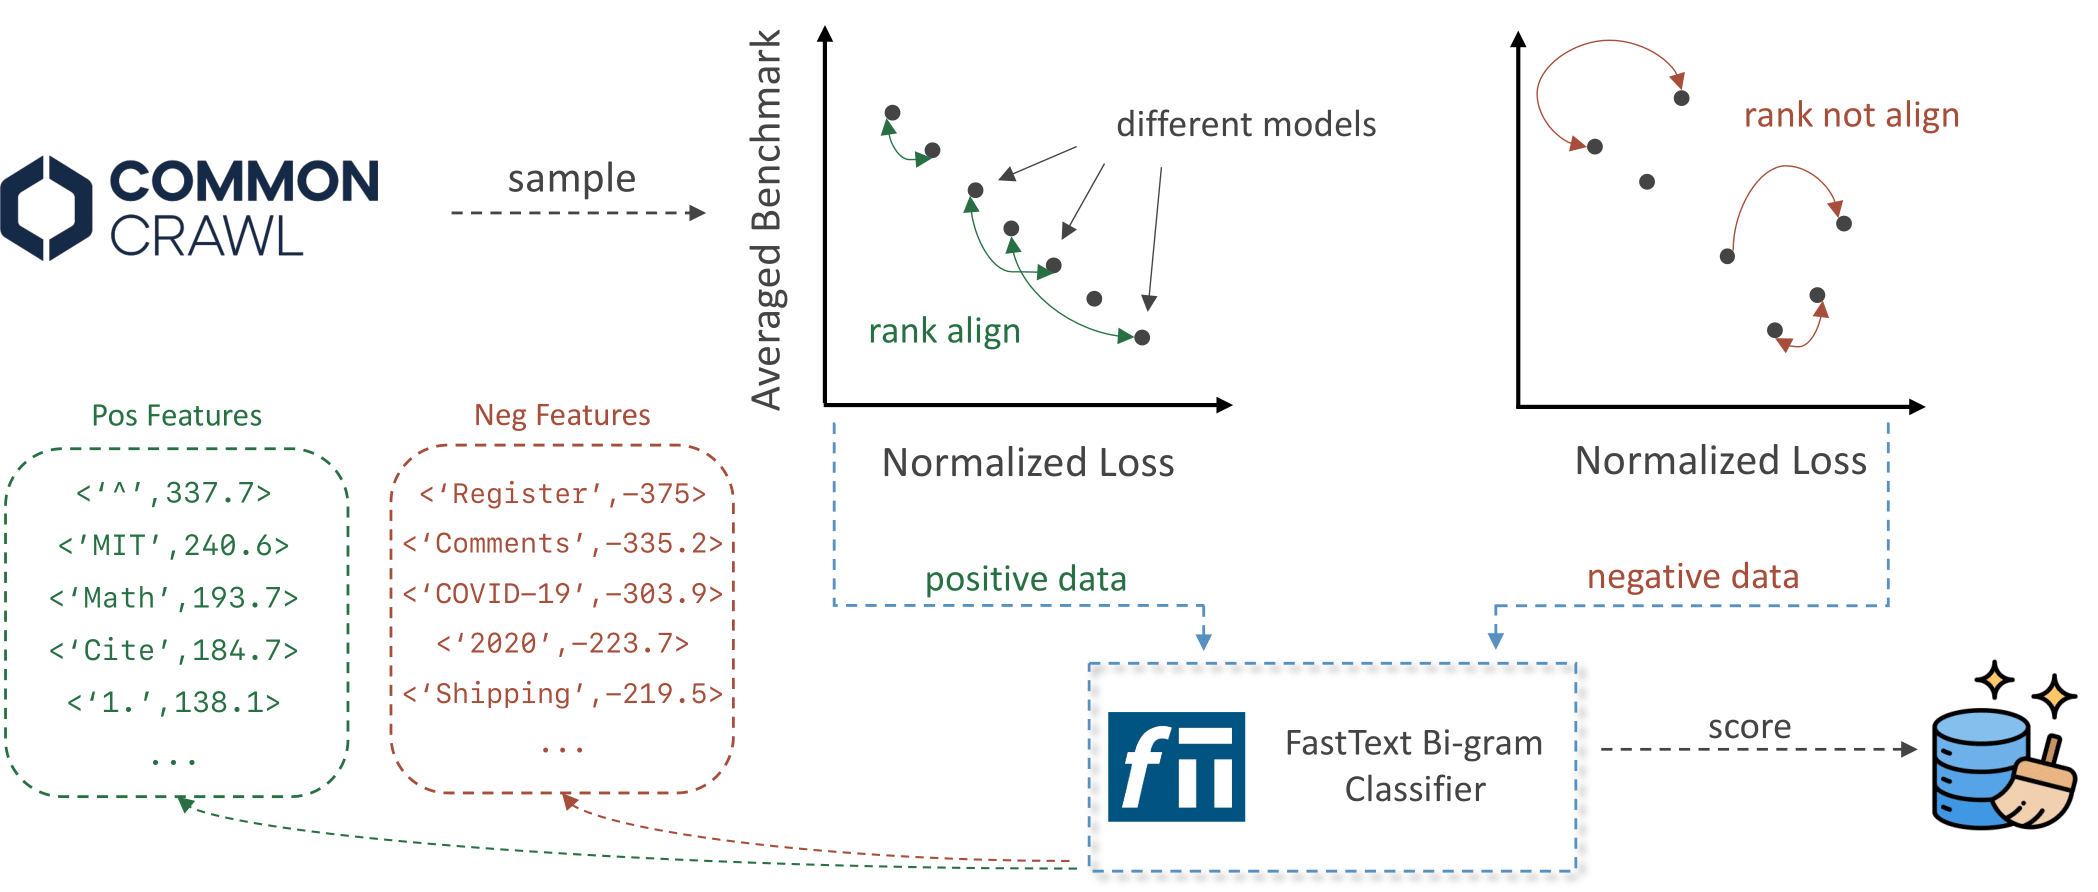 COMMON
CRAWL
sample
Averaged Benchmark
different models
rank align
Normalized Loss
rank not align
Normalized Loss
Pos Features
<‘^’,337.7>
<’MIT’,240.6>
<‘Math’,193.7>
<‘Cite’,184.7>
<‘1.’,138.1>
...
Neg Features
<‘Register’,−375>
<‘Comments’,−335.2>
<‘COVID−19’,−303.9>
<‘2020’,−223.7>
<‘Shipping’,−219.5>
...
positive data
negative data
FastText Bi-gram
Classifier
score